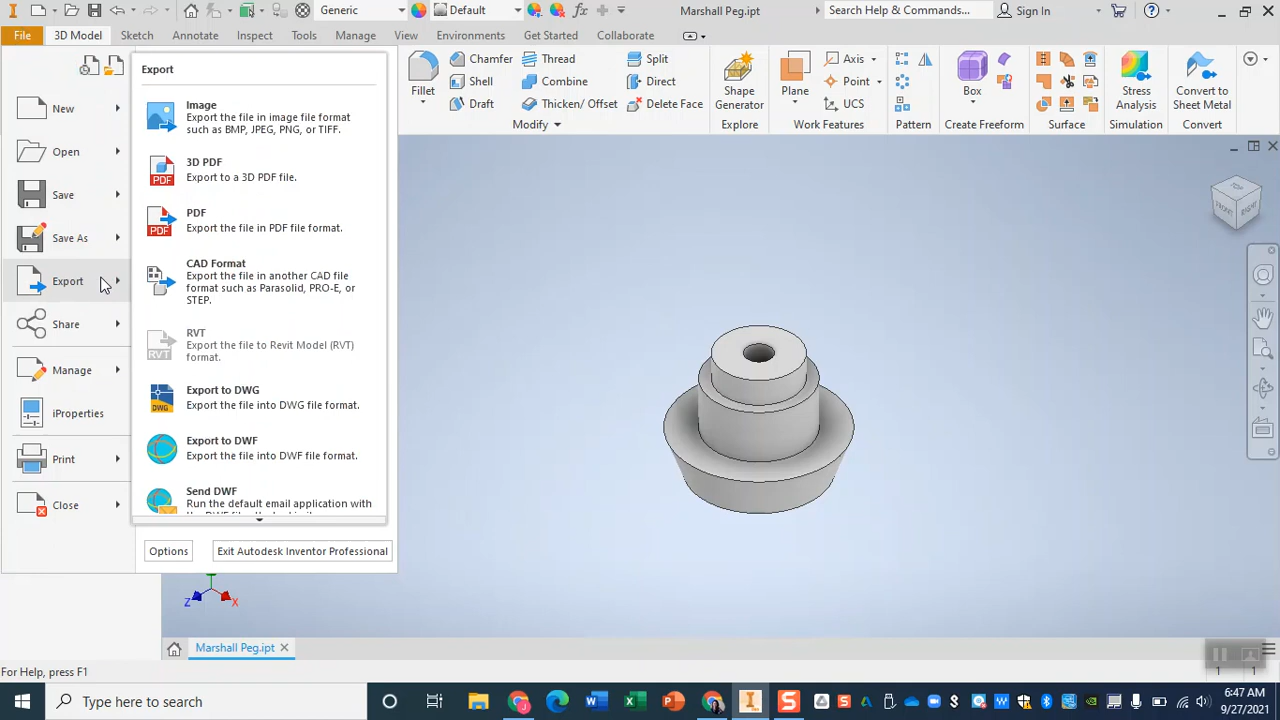 Generic
Default
Marshall Peg.ipt
Search Help & Commands...
Sign In
File
3D Model
Sketch
Annotate
Inspect
Tools
Manage
View
Environments
Get Started
Collaborate
Fillet
Chamfer
Shell
Draft
Thread
Combine
Thicken/ Offset
Split
Direct
Delete Face
Modify
Shape
Generator
Explore
Plane
Axis
Point
UCS
Work Features
Pattern
Box
Create Freeform
Surface
Stress
Analysis
Simulation
Convert to
Sheet Metal
Convert
New
Open
Save
Save As
Export
Share
Manage
iProperties
Print
Close
Export
Image
Export the file in image file format
such as BMP, JPEG, PNG, or TIFF.
3D PDF
Export to a 3D PDF file.
PDF
Export the file in PDF file format.
CAD Format
Export the file in another CAD file
format such as Parasolid, PRO-E, or
STEP.
RVT
Export the file to Revit Model (RVT)
format.
Export to DWG
Export the file into DWG file format.
Export to DWF
Export the file into DWF file format.
Send DWF
Run the default email application with
Options
Exit Autodesk Inventor Professional
TOP
FRONT
RIGHT
Z
X
Marshall Peg.ipt
For Help, press F1
1
1
Type here to search
6:47 AM
9/27/2021